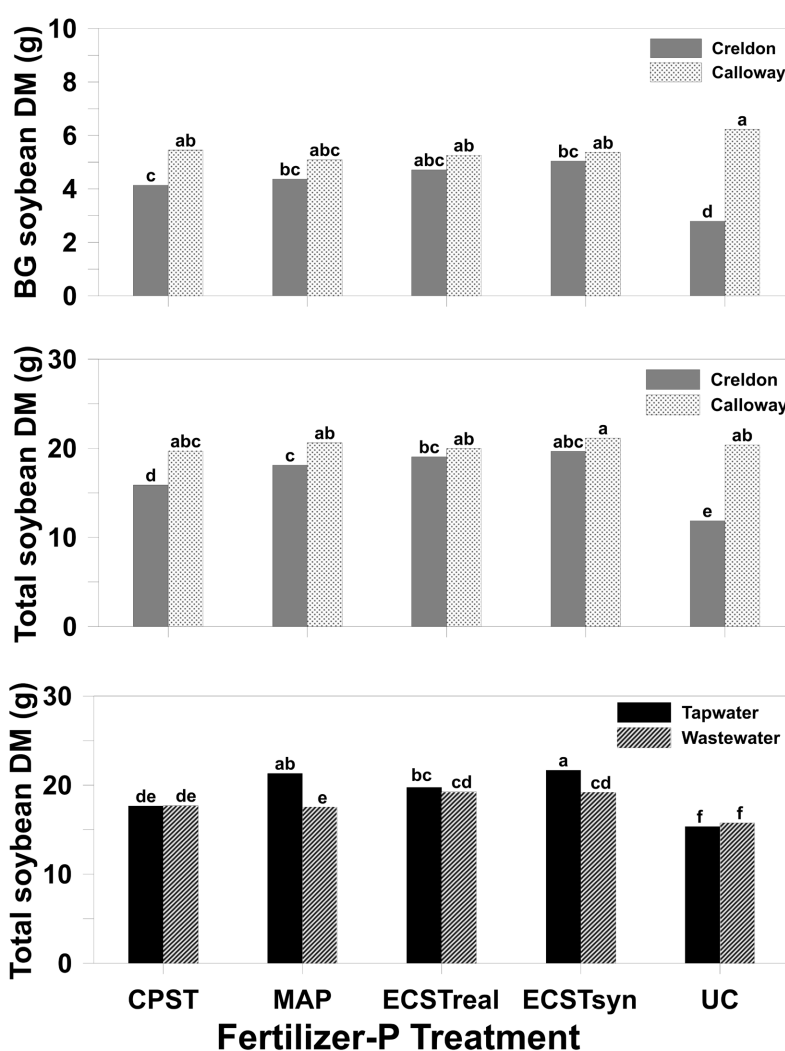 BG soybean DM (g)
10
8
6
4
2
0
Creldon
Calloway
c
ab
bc
abc
abc
ab
bc
ab
d
a
Total soybean DM (g)
30
20
10
0
Creldon
Calloway
d
abc
c
ab
bc
ab
abc
a
e
ab
Total soybean DM (g)
30
20
10
0
Tapwater
Wastewater
de
de
ab
e
bc
cd
a
cd
f
f
CPST MAP ECSTreal ECSTsyn UC
Fertilizer-P Treatment